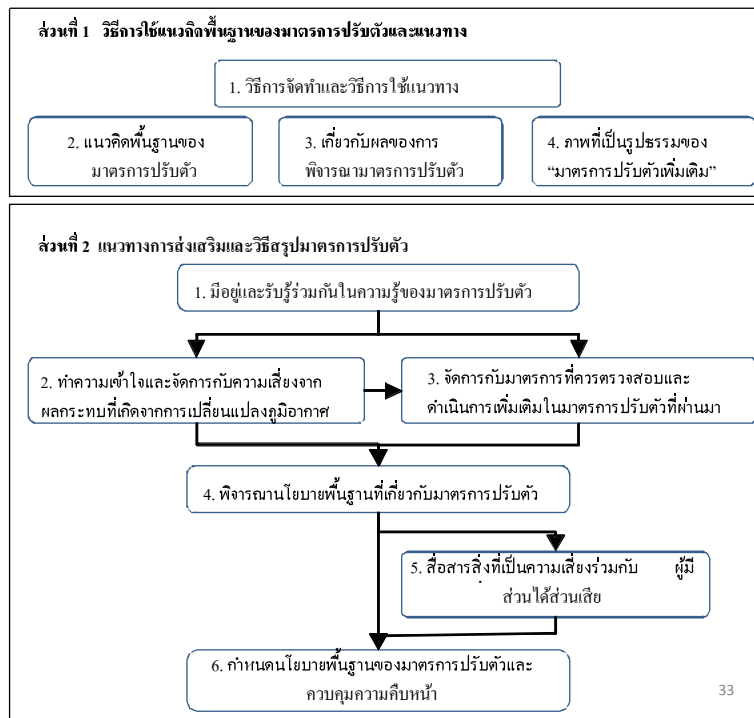 ส่วนที่ 1 วิธีการใช้แนวคิดพื้นฐานของมาตรการปรับตัวและแนวทาง
1. วิธีการจัดทำและวิธีการใช้แนวทาง
2. แนวคิดพื้นฐานของ
มาตรการปรับตัว
3. เกี่ยวกับผลของการ
พิจารณามาตรการปรับตัว
4. ภาพที่เป็นรูปธรรมของ
“มาตรการปรับตัวเพิ่มเติม”
ส่วนที่ 2 แนวทางการส่งเสริมและวิธีสรุปมาตรการปรับตัว
1. มีอยู่และรับรู้ร่วมกันในความรู้ของมาตรการปรับตัว
2. ทำความเข้าใจและจัดการกับความเสี่ยงจาก
ผลกระทบที่เกิดจากการเปลี่ยนแปลงภูมิอากาศ
3. จัดการกับมาตรการที่ควรตรวจสอบและ
ดำเนินการเพิ่มเติมในมาตรการปรับตัวที่ผ่านมา
4. พิจารณานโยบายพื้นฐานที่เกี่ยวกับมาตรการปรับตัว
5. สื่อสารสิ่งที่เป็นความเสี่ยงร่วมกับ ผู้มี
ส่วนได้ส่วนเสีย
6. กำหนดนโยบายพื้นฐานของมาตรการปรับตัวและ
ควบคุมความคืบหน้า
33